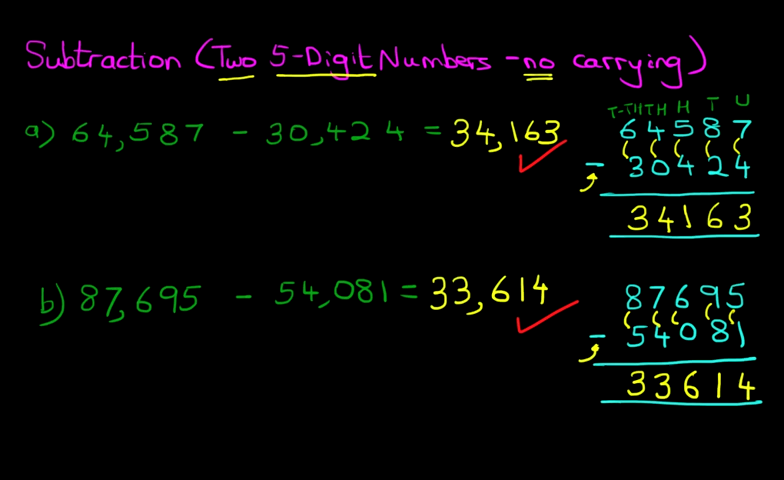 Subtraction (Two 5-Digit Numbers - no carrying)
T-TH TH H T U
a) 64,587 - 30,424 = 34,163
64587
- 30424
34163
b) 87,695 - 54,081 = 33,614
87695
- 54081
33614